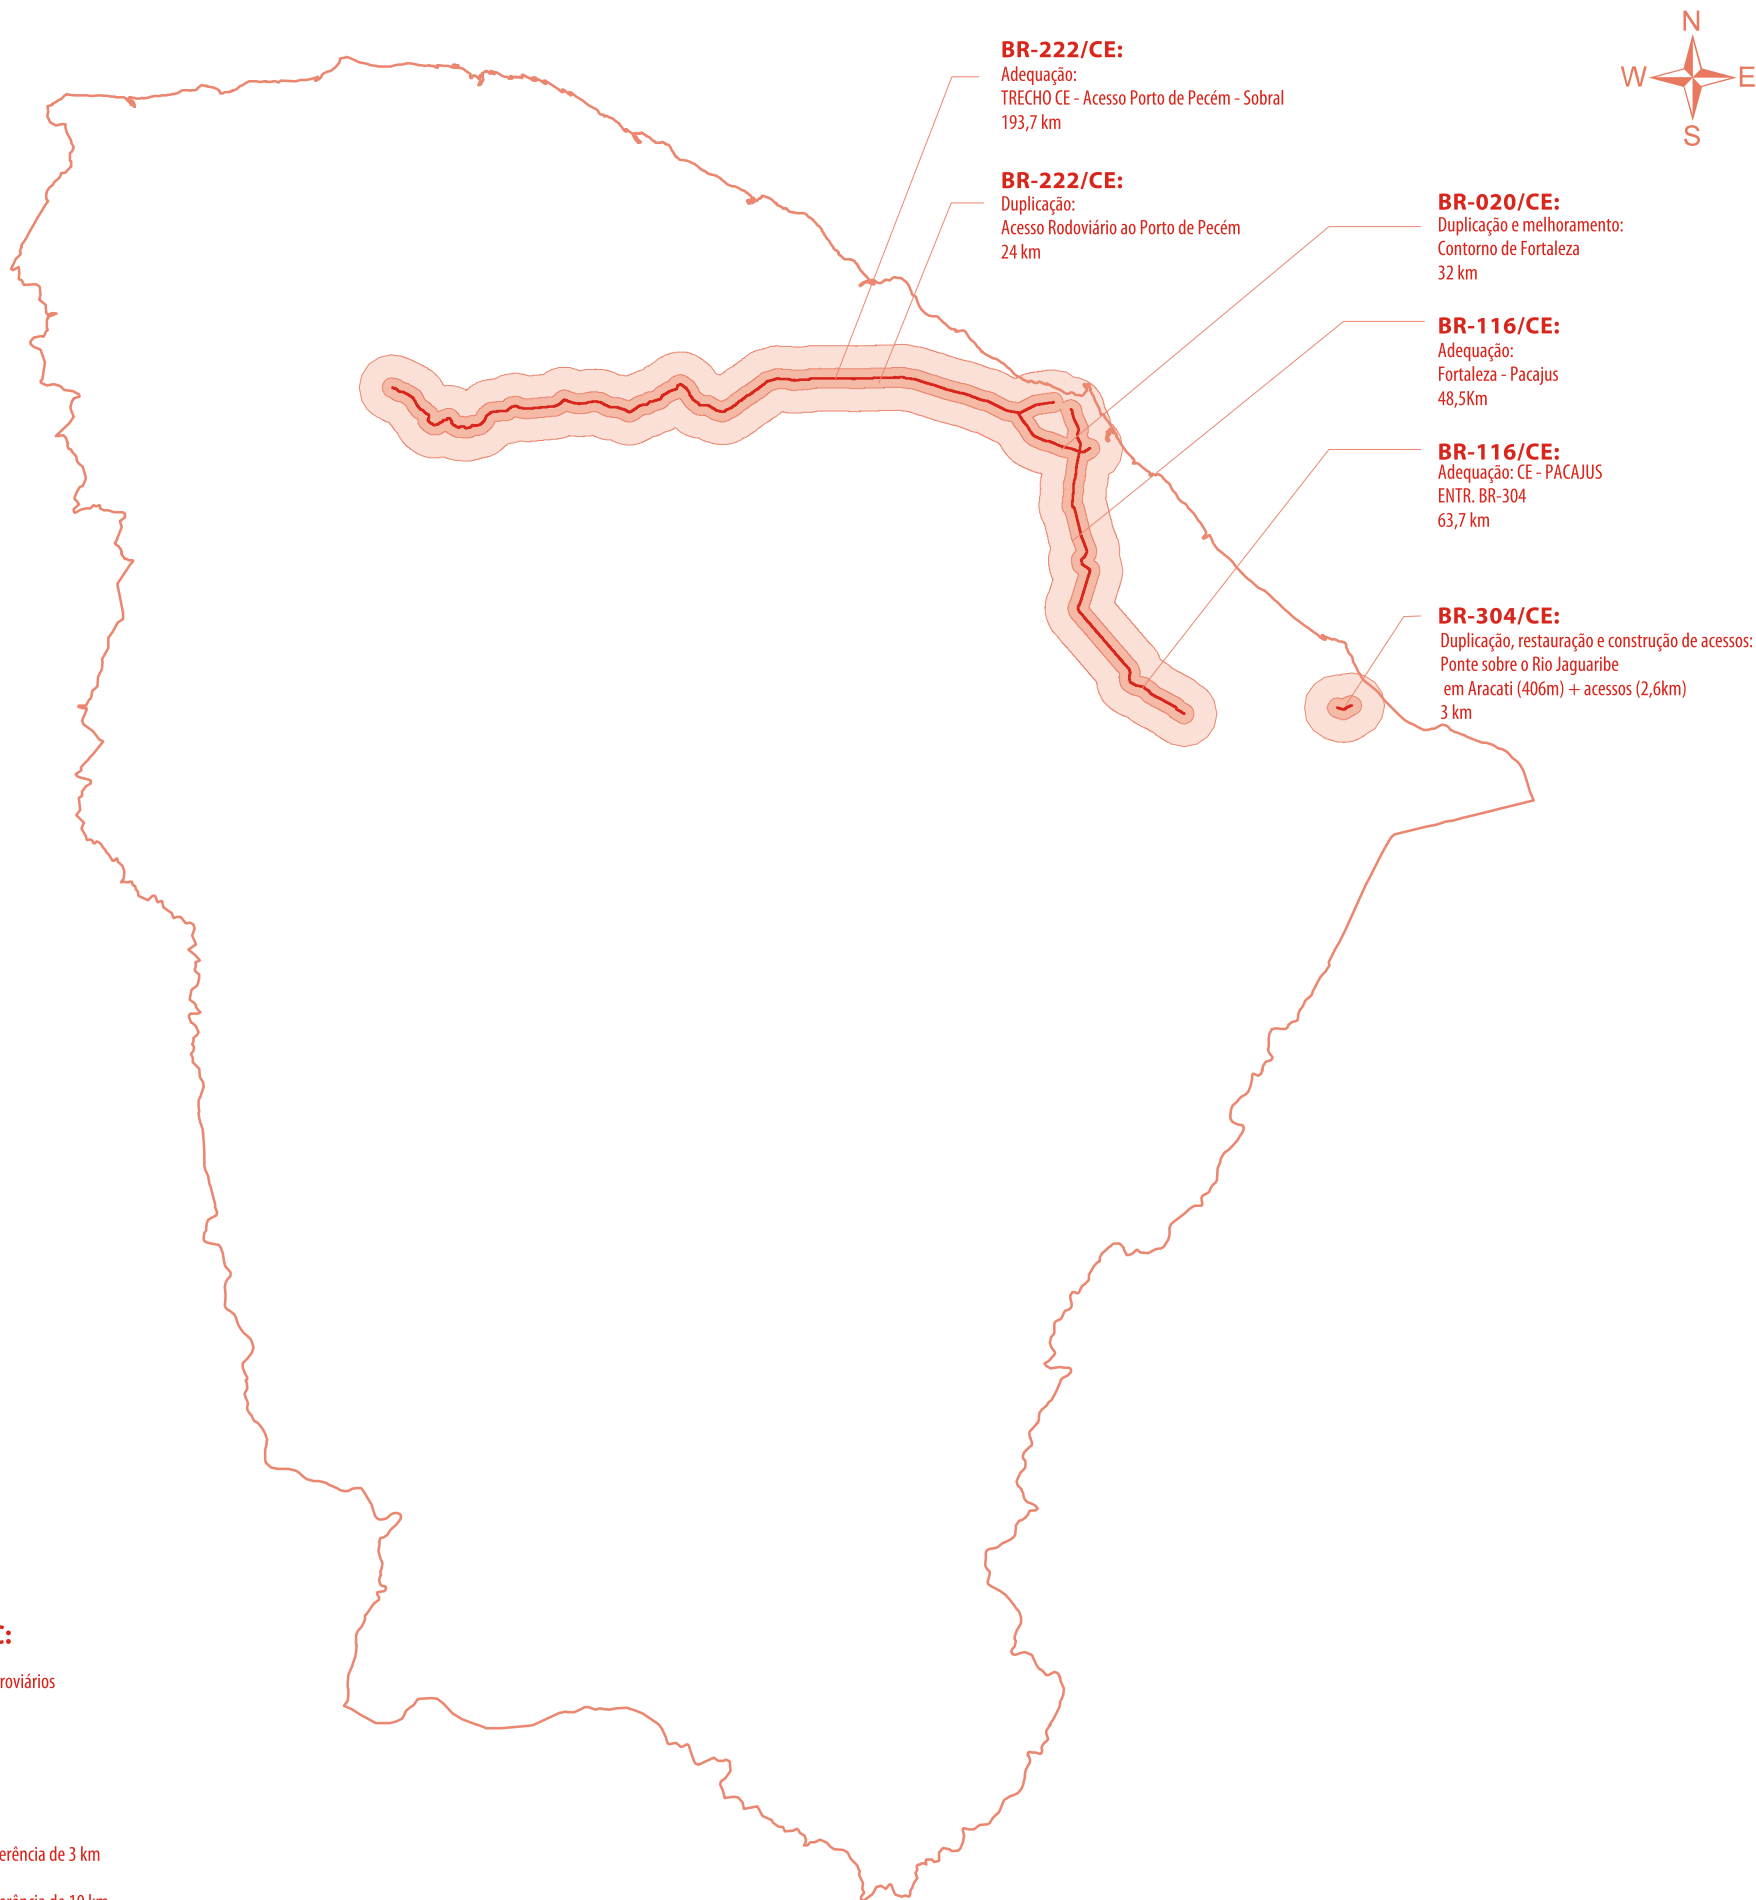 N
W
E
S
BR-222/CE:
Adequação:
TRECHO CE - Acesso Porto de Pecém - Sobral
193,7 km
BR-222/CE:
Duplicação:
Acesso Rodoviário ao Porto de Pecém
24 km
BR-020/CE:
Duplicação e melhoramento:
Contorno de Fortaleza
32 km
BR-116/CE:
Adequação:
Fortaleza - Pacajus
48,5Km
BR-116/CE:
Adequação: CE - PACAJUS
ENTR. BR-304
63,7 km
BR-304/CE:
Duplicação, restauração e construção de acessos:
Ponte sobre o Rio Jaguaribe
em Aracati (406m) + acessos (2,6km)
3 km
roviários
erência de 3 km